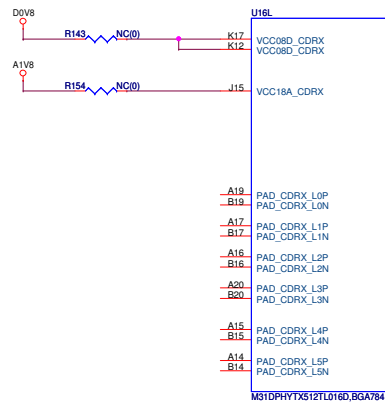 D0V8
U16L
R143 NC(0)
K17 VCC08D_CDRX
K12 VCC08D_CDRX
A1V8
R154 NC(0)
J15 VCC18A_CDRX
A19 PAD_CDRX_L0P
B19 PAD_CDRX_L0N
A17 PAD_CDRX_L1P
B17 PAD_CDRX_L1N
A16 PAD_CDRX_L2P
B16 PAD_CDRX_L2N
A20 PAD_CDRX_L3P
B20 PAD_CDRX_L3N
A15 PAD_CDRX_L4P
B15 PAD_CDRX_L4N
A14 PAD_CDRX_L5P
B14 PAD_CDRX_L5N
M31DPHYTX512TL016D,BGA784